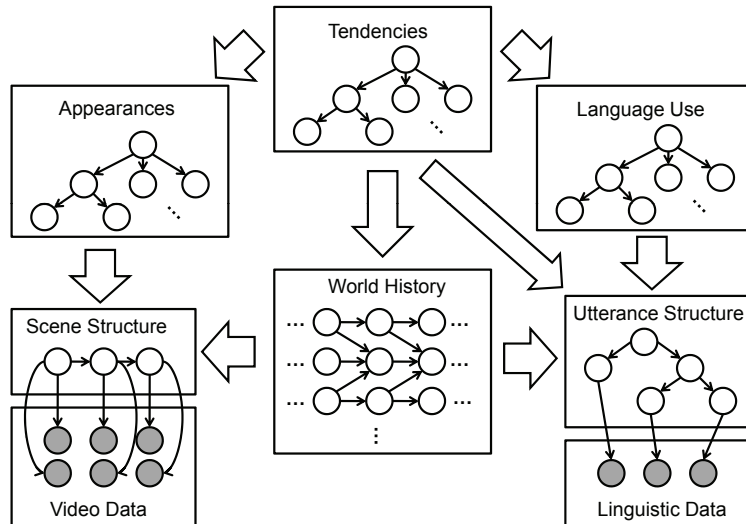 Tendencies
Appearances
Language Use
World History
Scene Structure
Utterance Structure
... ...
... ...
... ...
...
Video Data
Linguistic Data